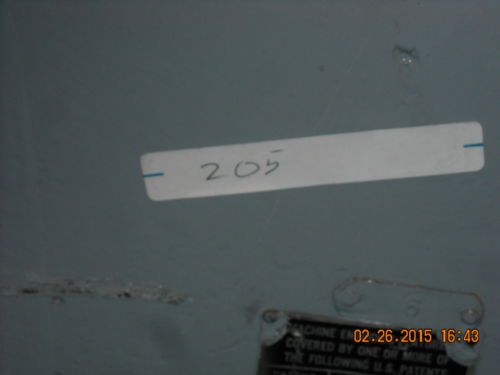 205
MACHINE
COVERED BY ONE OR MORE OF
THE FOLLOWING U.S. PATENTS
02.26.2015 16:43